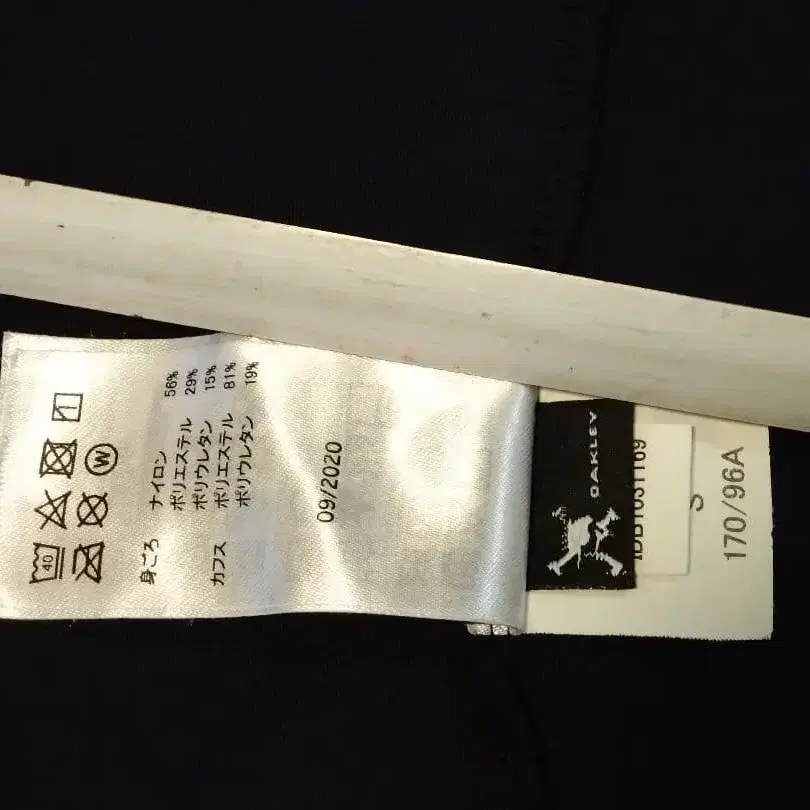 40
W
身ごろ ナイロン 56%
ポリエステル 29%
ポリウレタン 15%
カフス ポリエステル 81%
ポリウレタン 19%
09/2020
OAKLEY
S
170/96A